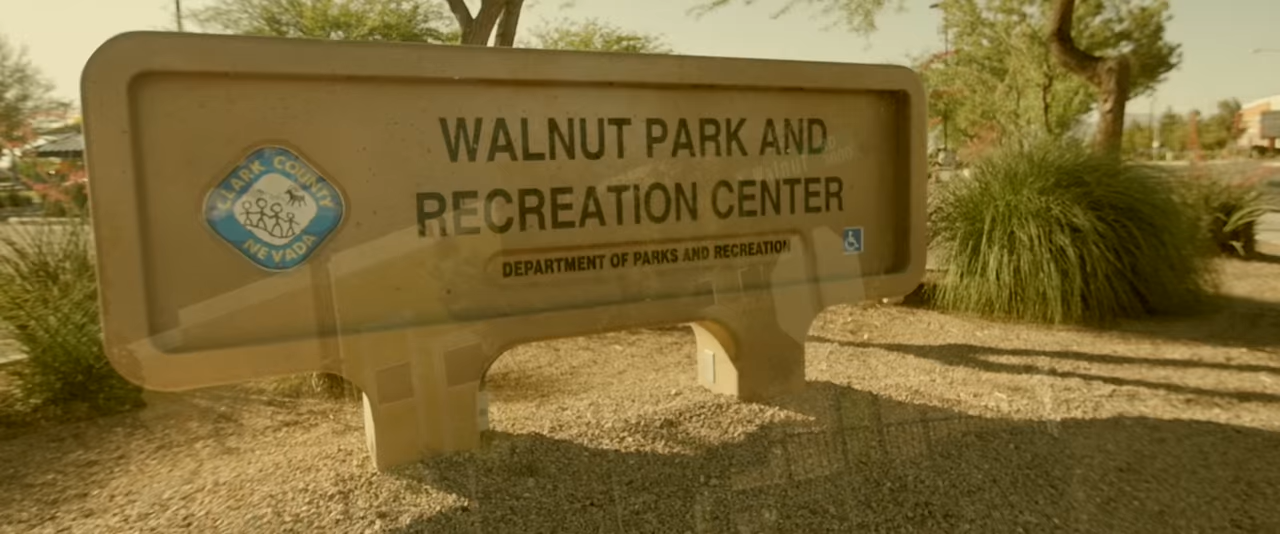 WALNUT PARK AND
RECREATION CENTER
DEPARTMENT OF PARKS AND RECREATION
CLARK COUNTY
NEVADA